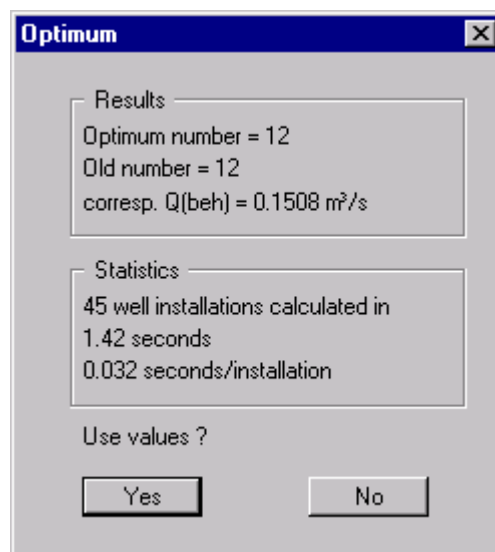 Optimum
Results
Optimum number = 12
Old number = 12
corresp. Q(beh) = 0.1508 m³/s
Statistics
45 well installations calculated in
1.42 seconds
0.032 seconds/installation
Use values ?
Yes
No